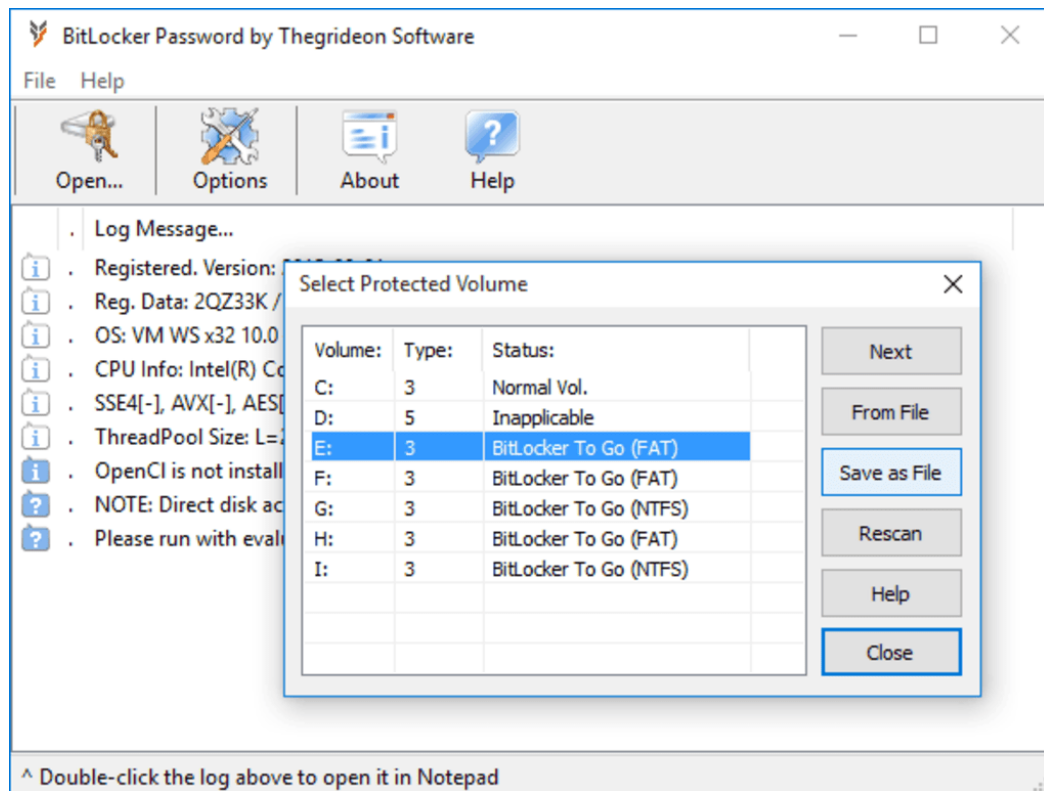 BitLocker Password by Thegrideon Software
File Help
Open... Options About Help
. Log Message...
. Registered. Version:
. Reg. Data: 2QZ33K /
. OS: VM WS x32 10.0
. CPU Info: Intel(R)
. SSE4[-], AVX[-], AES[
. ThreadPool Size:
. OpenCl is not
. NOTE: Direct disk
. Please run with
Select Protected Volume
Volume: Type: Status:
C: 3 Normal Vol.
D: 5 Inapplicable
E: 3 BitLocker To Go (FAT)
F: 3 BitLocker To Go (FAT)
G: 3 BitLocker To Go (NTFS)
H: 3 BitLocker To Go (FAT)
I: 3 BitLocker To Go (NTFS)
Next
From File
Save as File
Rescan
Help
Close
^ Double-click the log above to open it in Notepad